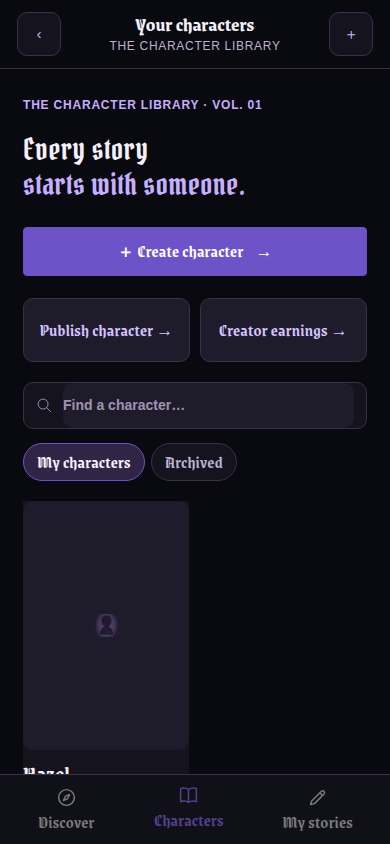 ‹
Your characters
+
THE CHARACTER LIBRARY
THE CHARACTER LIBRARY · VOL. 01
Every story
starts with someone.
+ Create character →
Publish character →
Creator earnings →
Find a character…
My characters
Archived
Hazel
Discover
Characters
My stories